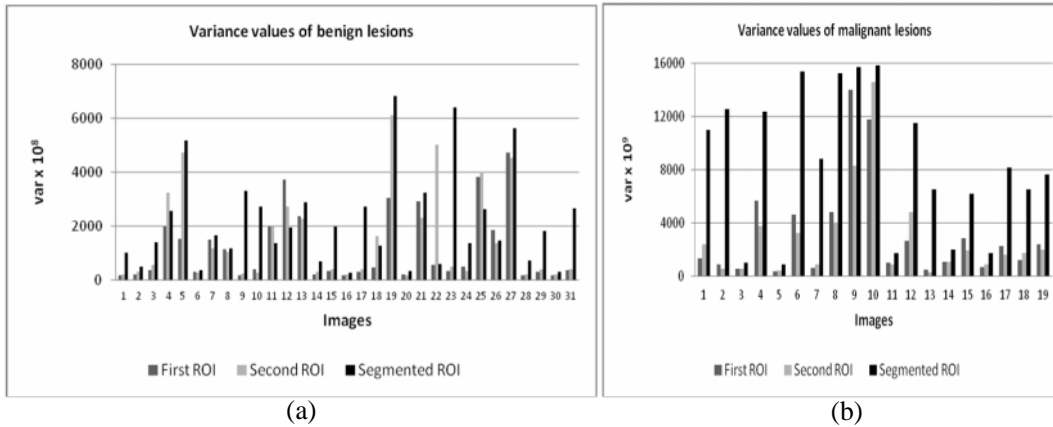 Variance values of benign lesions
var x 10⁸
8000
6000
4000
2000
0
1 2 3 4 5 6 7 8 9 10 11 12 13 14 15 16 17 18 19 20 21 22 23 24 25 26 27 28 29 30 31
Images
First ROI Second ROI Segmented ROI
(a)
Variance values of malignant lesions
var x 10⁹
16000
12000
8000
4000
0
1 2 3 4 5 6 7 8 9 10 11 12 13 14 15 16 17 18 19
Images
First ROI Second ROI Segmented ROI
(b)